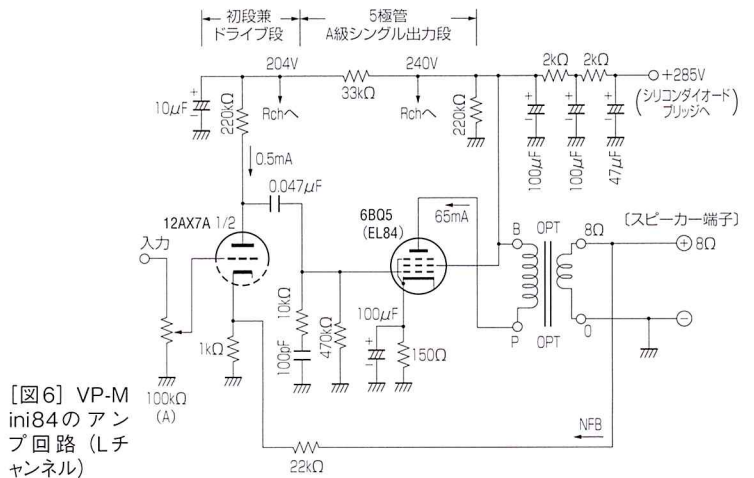 初段兼
ドライブ段
5極管
A級シングル出力段
204V
240V
2kΩ
2kΩ
+285V
(シリコンダイオード
ブリッジへ)
33kΩ
10μF
+
-
220kΩ
Rchへ
Rchへ
220kΩ
+
-
100μF
+
-
100μF
+
-
47μF
0.5mA
0.047μF
12AX7A 1/2
6BQ5
(EL84)
65mA
B
OPT
8Ω
〔スピーカー端子〕
+
8Ω
入力
10kΩ
100pF
470kΩ
100μF
+
-
150Ω
P
OPT
0
-
1kΩ
100kΩ
(A)
NFB
22kΩ
[図6] VP-M
ini84のアン
プ回路(Lチ
ャンネル)